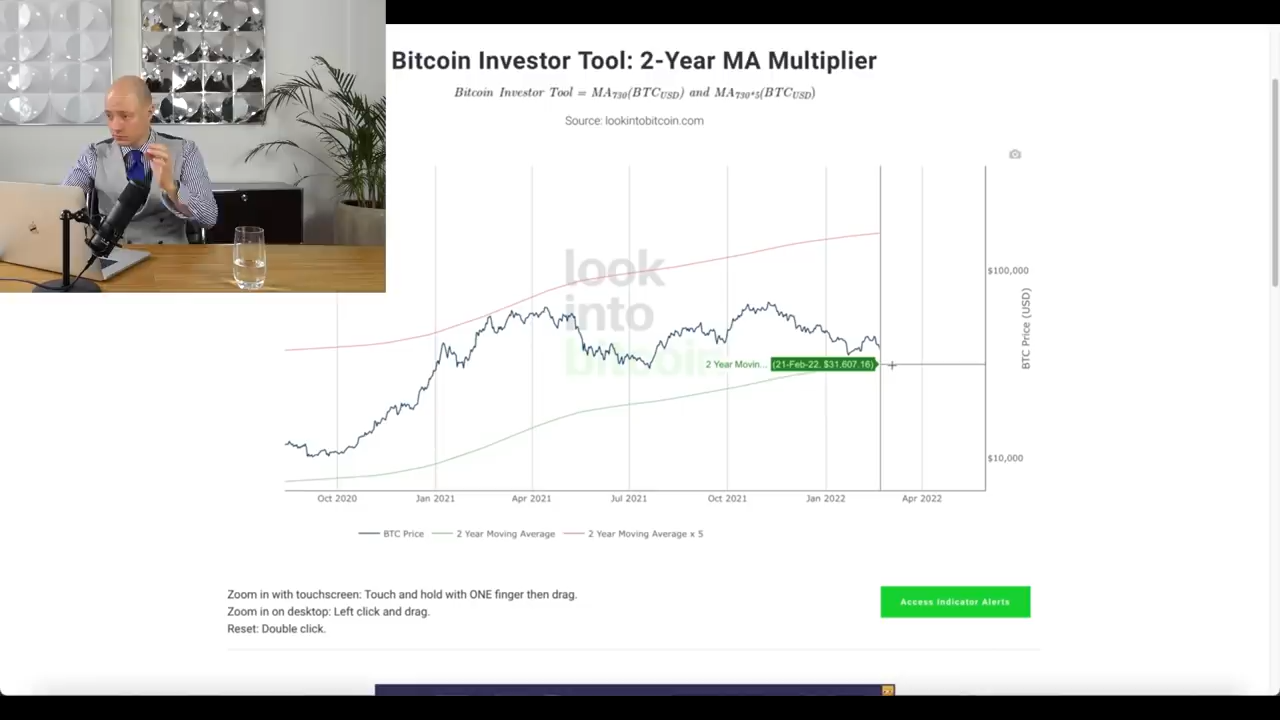 Bitcoin Investor Tool: 2-Year MA Multiplier
Bitcoin Investor Tool = MA730(BTCUSD) and MA730*5(BTCUSD)
Source: lookintobitcoin.com
look
into
bitcoin
$100,000
BTC Price (USD)
2 Year Movin... (21-Feb-22, $31,607.16)
$10,000
Oct 2020 Jan 2021 Apr 2021 Jul 2021 Oct 2021 Jan 2022 Apr 2022
BTC Price 2 Year Moving Average 2 Year Moving Average x 5
Zoom in with touchscreen: Touch and hold with ONE finger then drag.
Zoom in on desktop: Left click and drag.
Reset: Double click.
Access Indicator Alerts